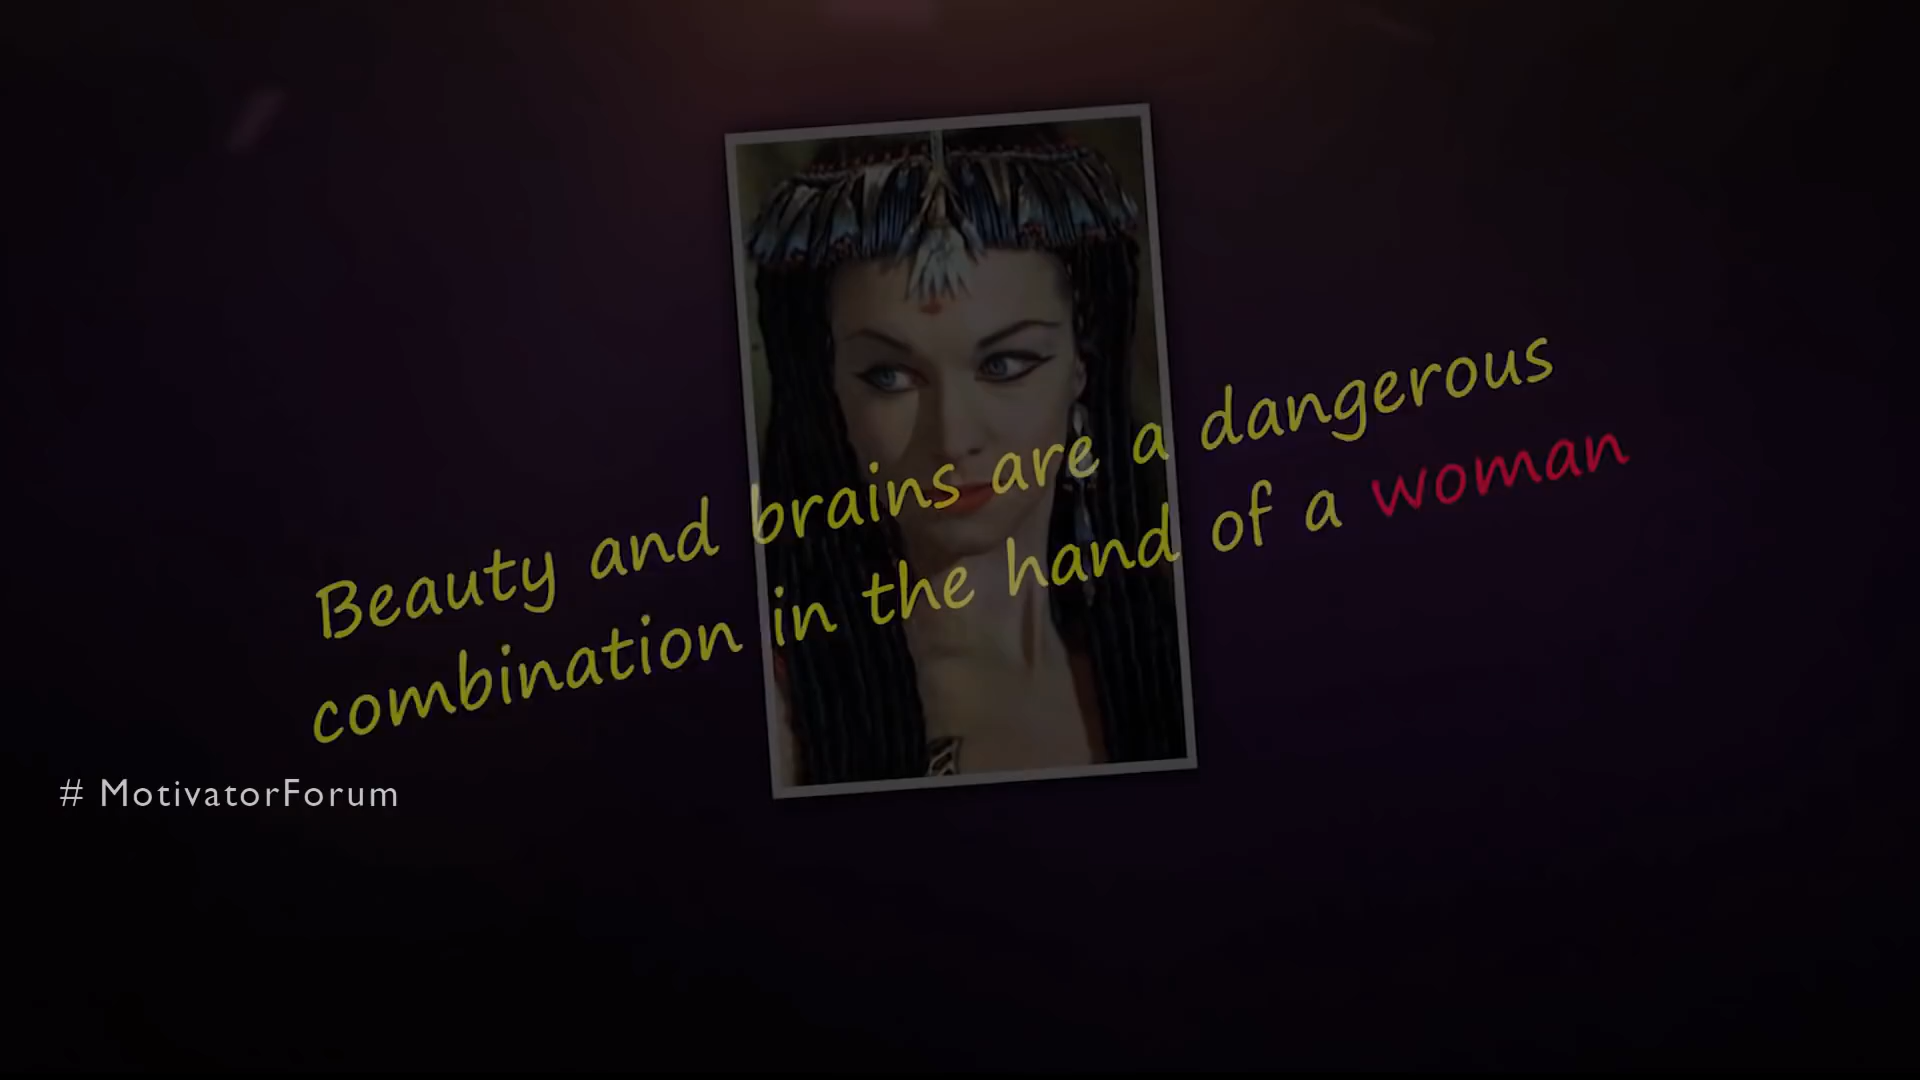 Beauty and brains are a dangerous
combination in the hand of a woman
# MotivatorForum